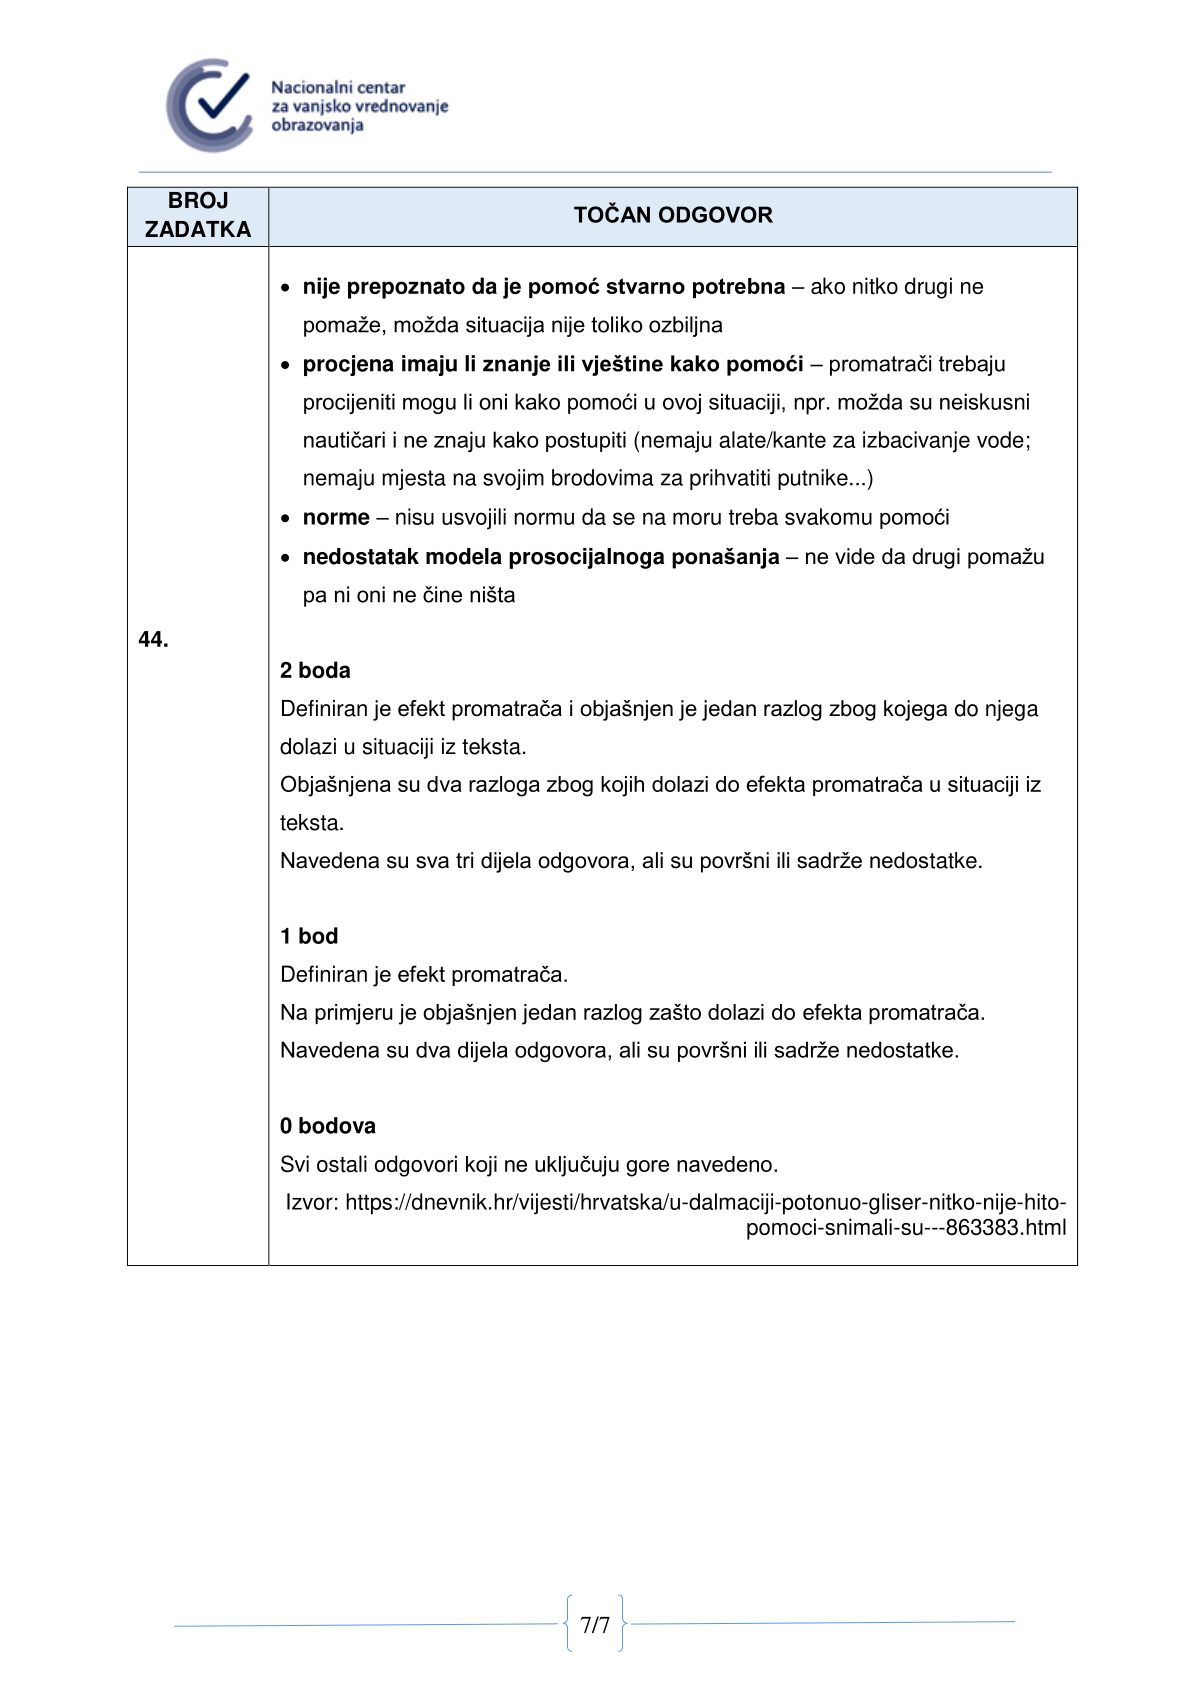 Nacionalni centar
za vanjsko vrednovanje
obrazovanja
BROJ
ZADATKA
TOČAN ODGOVOR
44.
• nije prepoznato da je pomoć stvarno potrebna – ako nitko drugi ne
pomaže, možda situacija nije toliko ozbiljna
• procjena imaju li znanje ili vještine kako pomoći – promatrači trebaju
procijeniti mogu li oni kako pomoći u ovoj situaciji, npr. možda su neiskusni
nautičari i ne znaju kako postupiti (nemaju alate/kante za izbacivanje vode;
nemaju mjesta na svojim brodovima za prihvatiti putnike...)
• norme – nisu usvojili normu da se na moru treba svakomu pomoći
• nedostatak modela prosocijalnoga ponašanja – ne vide da drugi pomažu
pa ni oni ne čine ništa
2 boda
Definiran je efekt promatrača i objašnjen je jedan razlog zbog kojega do njega
dolazi u situaciji iz teksta.
Objašnjena su dva razloga zbog kojih dolazi do efekta promatrača u situaciji iz
teksta.
Navedena su sva tri dijela odgovora, ali su površni ili sadrže nedostatke.
1 bod
Definiran je efekt promatrača.
Na primjeru je objašnjen jedan razlog zašto dolazi do efekta promatrača.
Navedena su dva dijela odgovora, ali su površni ili sadrže nedostatke.
0 bodova
Svi ostali odgovori koji ne uključuju gore navedeno.
Izvor: https://dnevnik.hr/vijesti/hrvatska/u-dalmaciji-potonuo-gliser-nitko-nije-hito-
pomoci-snimali-su---863383.html
7/7